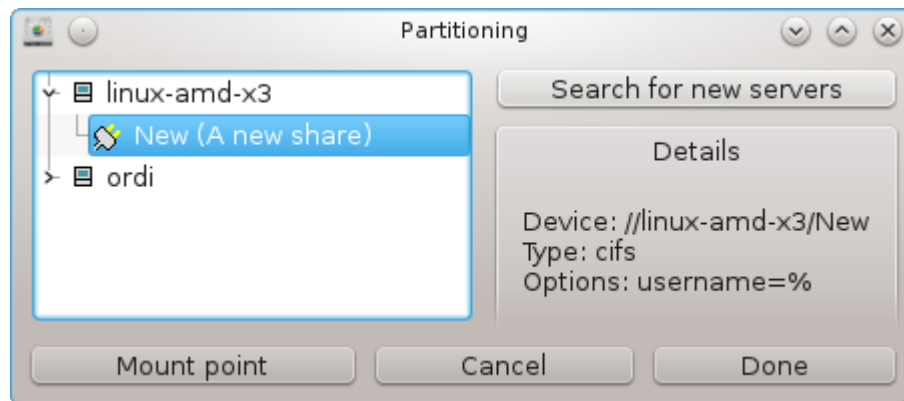 Partitioning
linux-amd-x3
New (A new share)
ordi
Search for new servers
Details
Device: //linux-amd-x3/New
Type: cifs
Options: username=%
Mount point
Cancel
Done